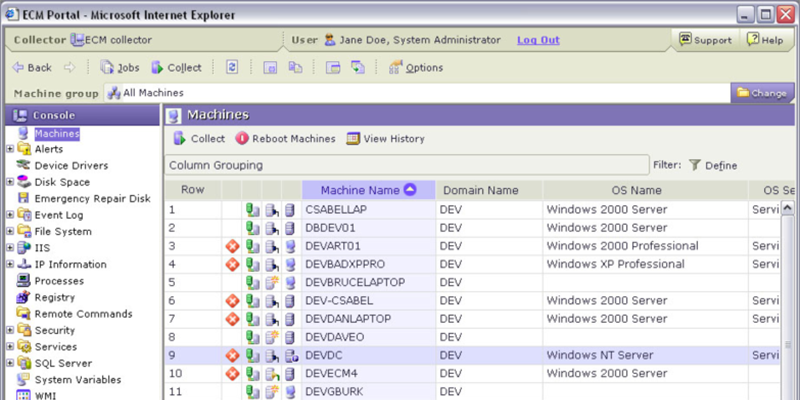 ECM Portal - Microsoft Internet Explorer
Collector ECM collector User Jane Doe, System Administrator Log Out Support Help
Back Jobs Collect Options
Machine group All Machines Change
Console
Machines
Alerts
Device Drivers
Disk Space
Emergency Repair Disk
Event Log
File System
IIS
IP Information
Processes
Registry
Remote Commands
Security
Services
SQL Server
System Variables
WMI
Machines
Collect Reboot Machines View History
Column Grouping Filter: Define
Row Machine Name Domain Name OS Name OS Se
1 CSABELLAP DEV Windows 2000 Server Servi
2 DBDEV01 DEV Windows 2000 Server
3 DEVART01 DEV Windows 2000 Professional Servi
4 DEVBADXPPRO DEV Windows XP Professional Servi
5 DEVBRUCELAPTOP DEV
6 DEV-CSABEL DEV Windows 2000 Server Servi
7 DEVDANLAPTOP DEV Windows 2000 Server Servi
8 DEVDAVEO DEV
9 DEVDC DEV Windows NT Server Servi
10 DEVECM4 DEV Windows 2000 Server
11 DEVGBURK DEV